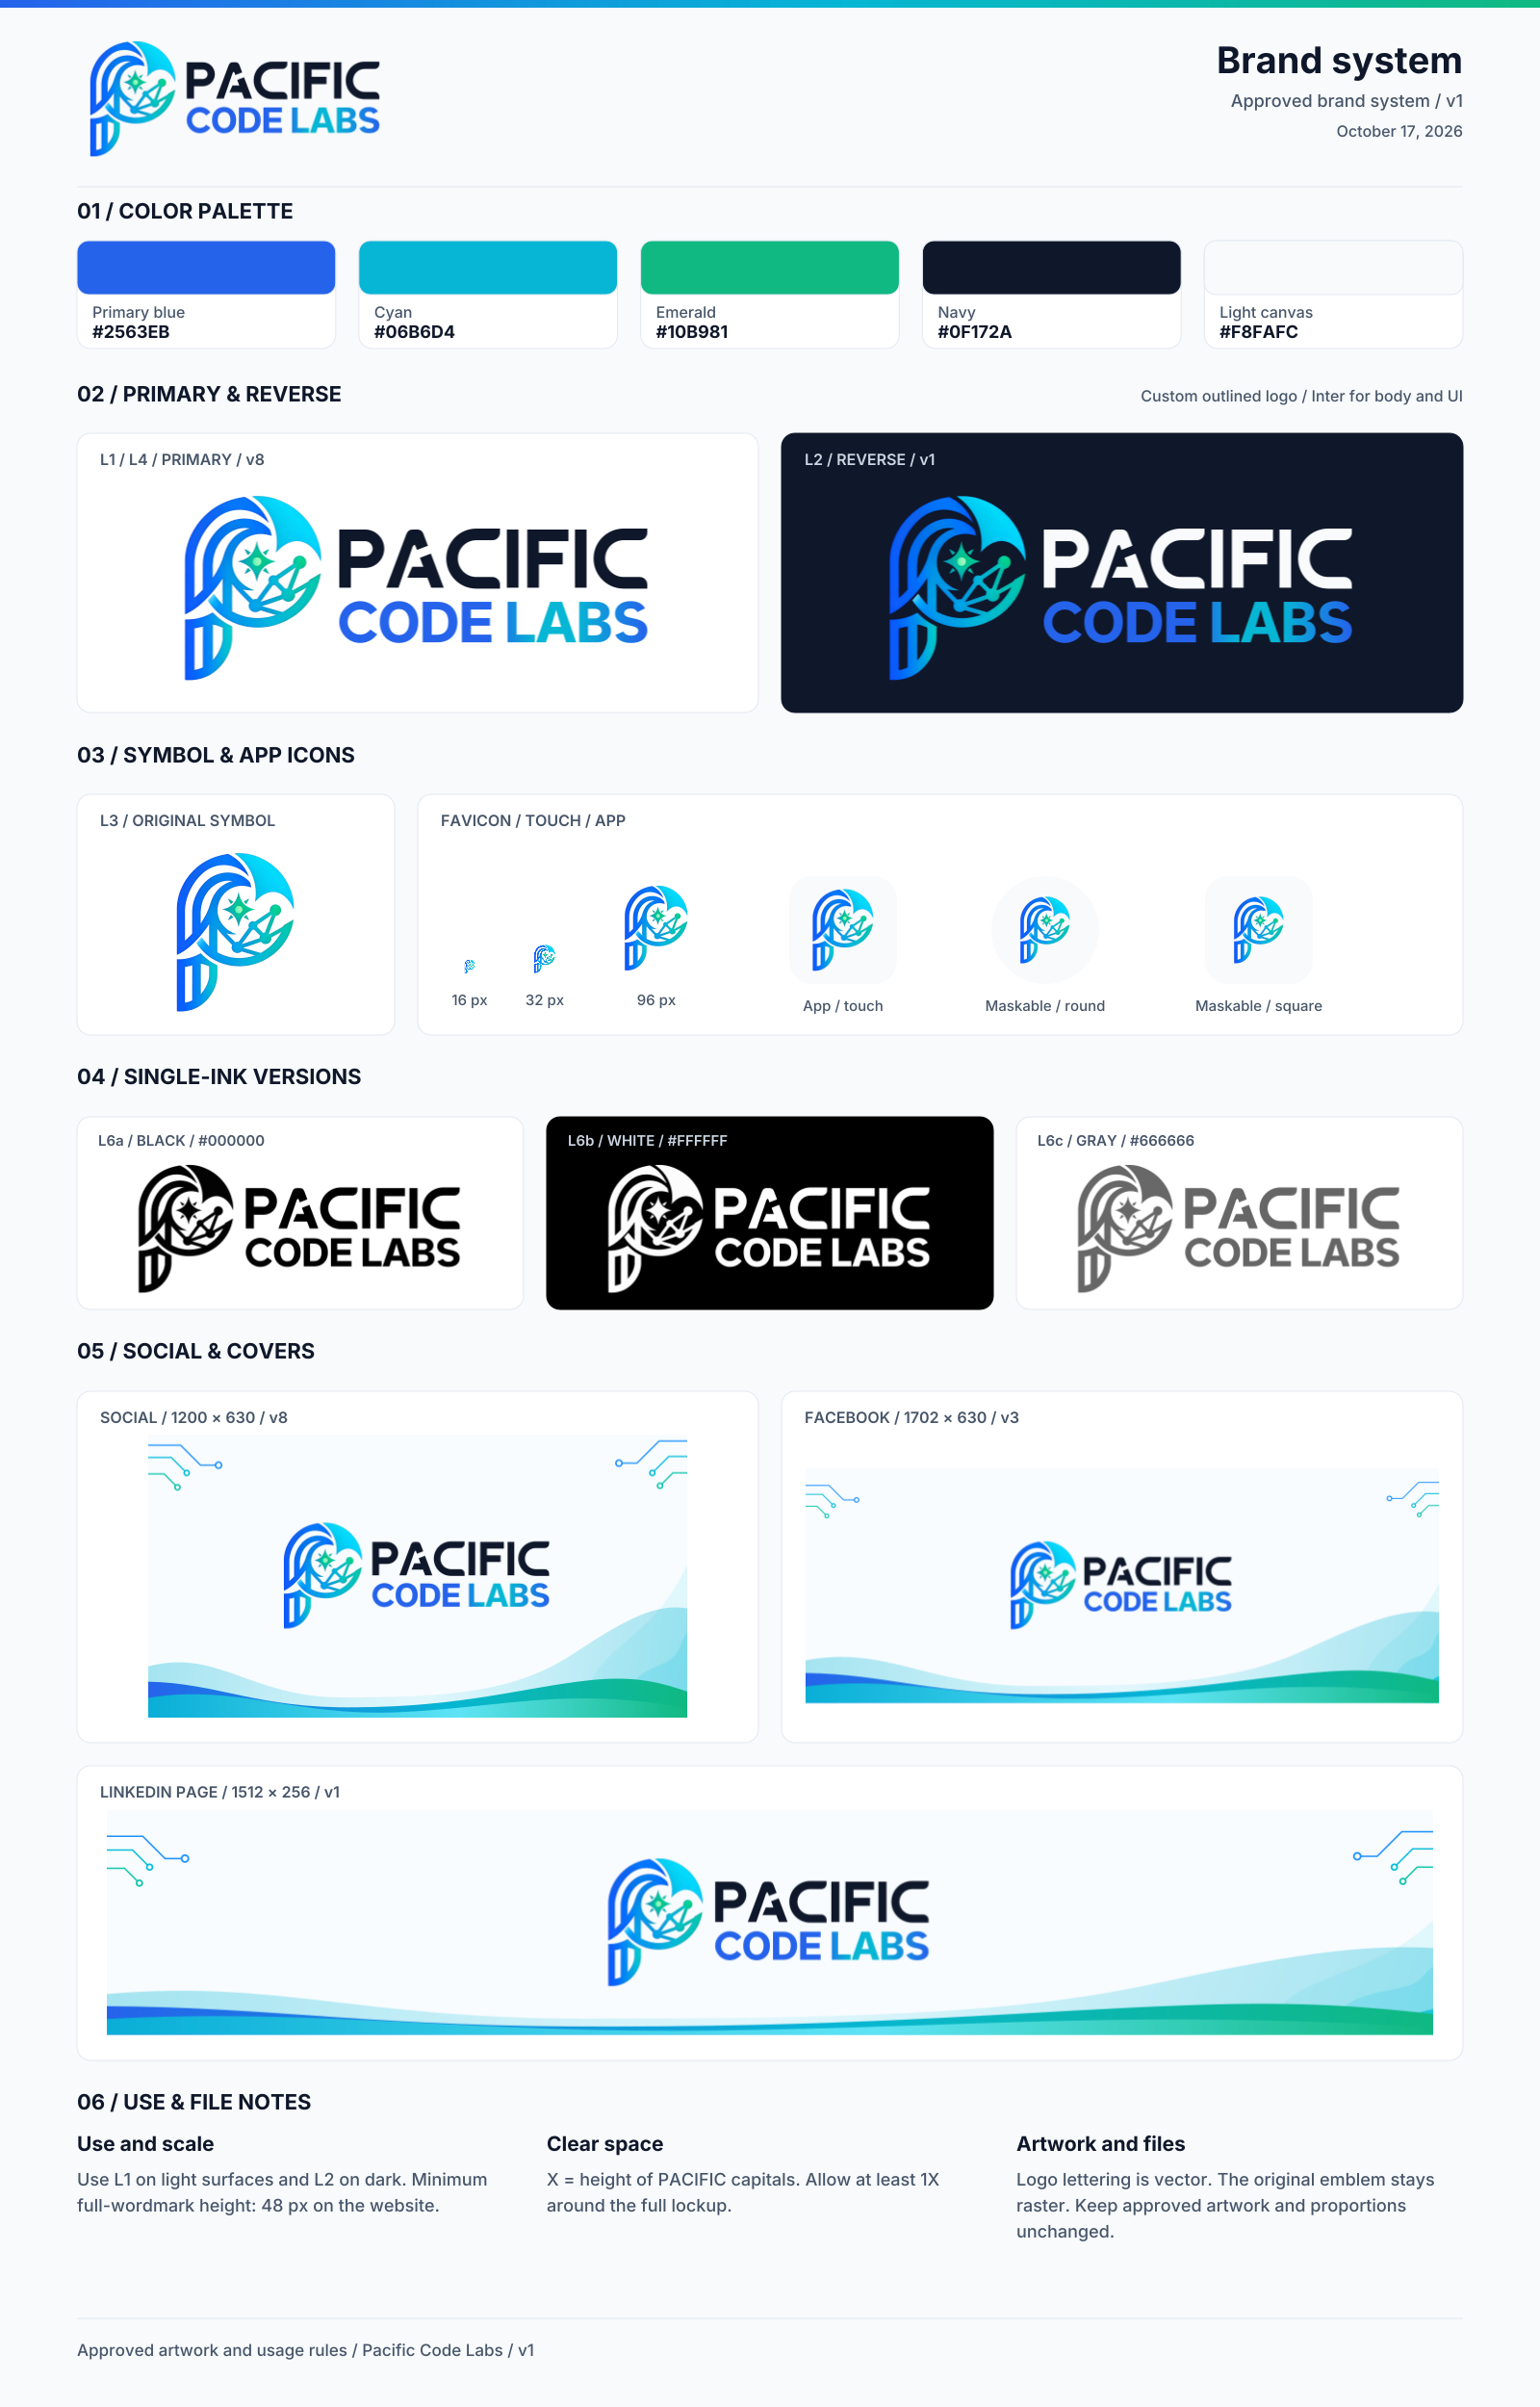 PACIFIC
CODE LABS
Brand system
Approved brand system / v1
October 17, 2026
01 / COLOR PALETTE
Primary blue
#2563EB
Cyan
#06B6D4
Emerald
#10B981
Navy
#0F172A
Light canvas
#F8FAFC
02 / PRIMARY & REVERSE
Custom outlined logo / Inter for body and UI
L1 / L4 / PRIMARY / v8
PACIFIC
CODE LABS
L2 / REVERSE / v1
PACIFIC
CODE LABS
03 / SYMBOL & APP ICONS
L3 / ORIGINAL SYMBOL
FAVICON / TOUCH / APP
16 px
32 px
96 px
App / touch
Maskable / round
Maskable / square
04 / SINGLE-INK VERSIONS
L6a / BLACK / #000000
PACIFIC
CODE LABS
L6b / WHITE / #FFFFFF
PACIFIC
CODE LABS
L6c / GRAY / #666666
PACIFIC
CODE LABS
05 / SOCIAL & COVERS
SOCIAL / 1200 × 630 / v8
PACIFIC
CODE LABS
FACEBOOK / 1702 × 630 / v3
PACIFIC
CODE LABS
LINKEDIN PAGE / 1512 × 256 / v1
PACIFIC
CODE LABS
06 / USE & FILE NOTES
Use and scale
Use L1 on light surfaces and L2 on dark. Minimum
full-wordmark height: 48 px on the website.
Clear space
X = height of PACIFIC capitals. Allow at least 1X
around the full lockup.
Artwork and files
Logo lettering is vector. The original emblem stays
raster. Keep approved artwork and proportions
unchanged.
Approved artwork and usage rules / Pacific Code Labs / v1